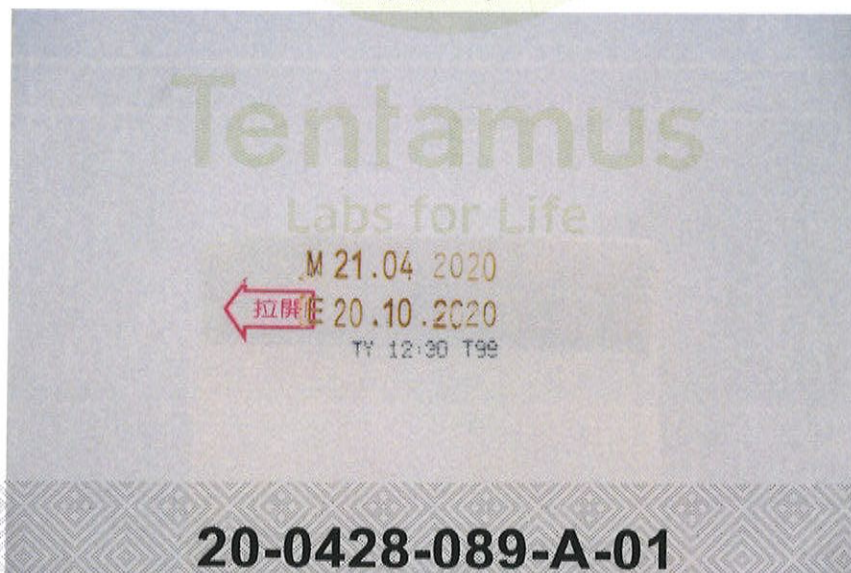 Tentamus
Labs for Life
M 21.04 2020
拉開 E 20.10.2020
TY 12:30 T99
20-0428-089-A-01